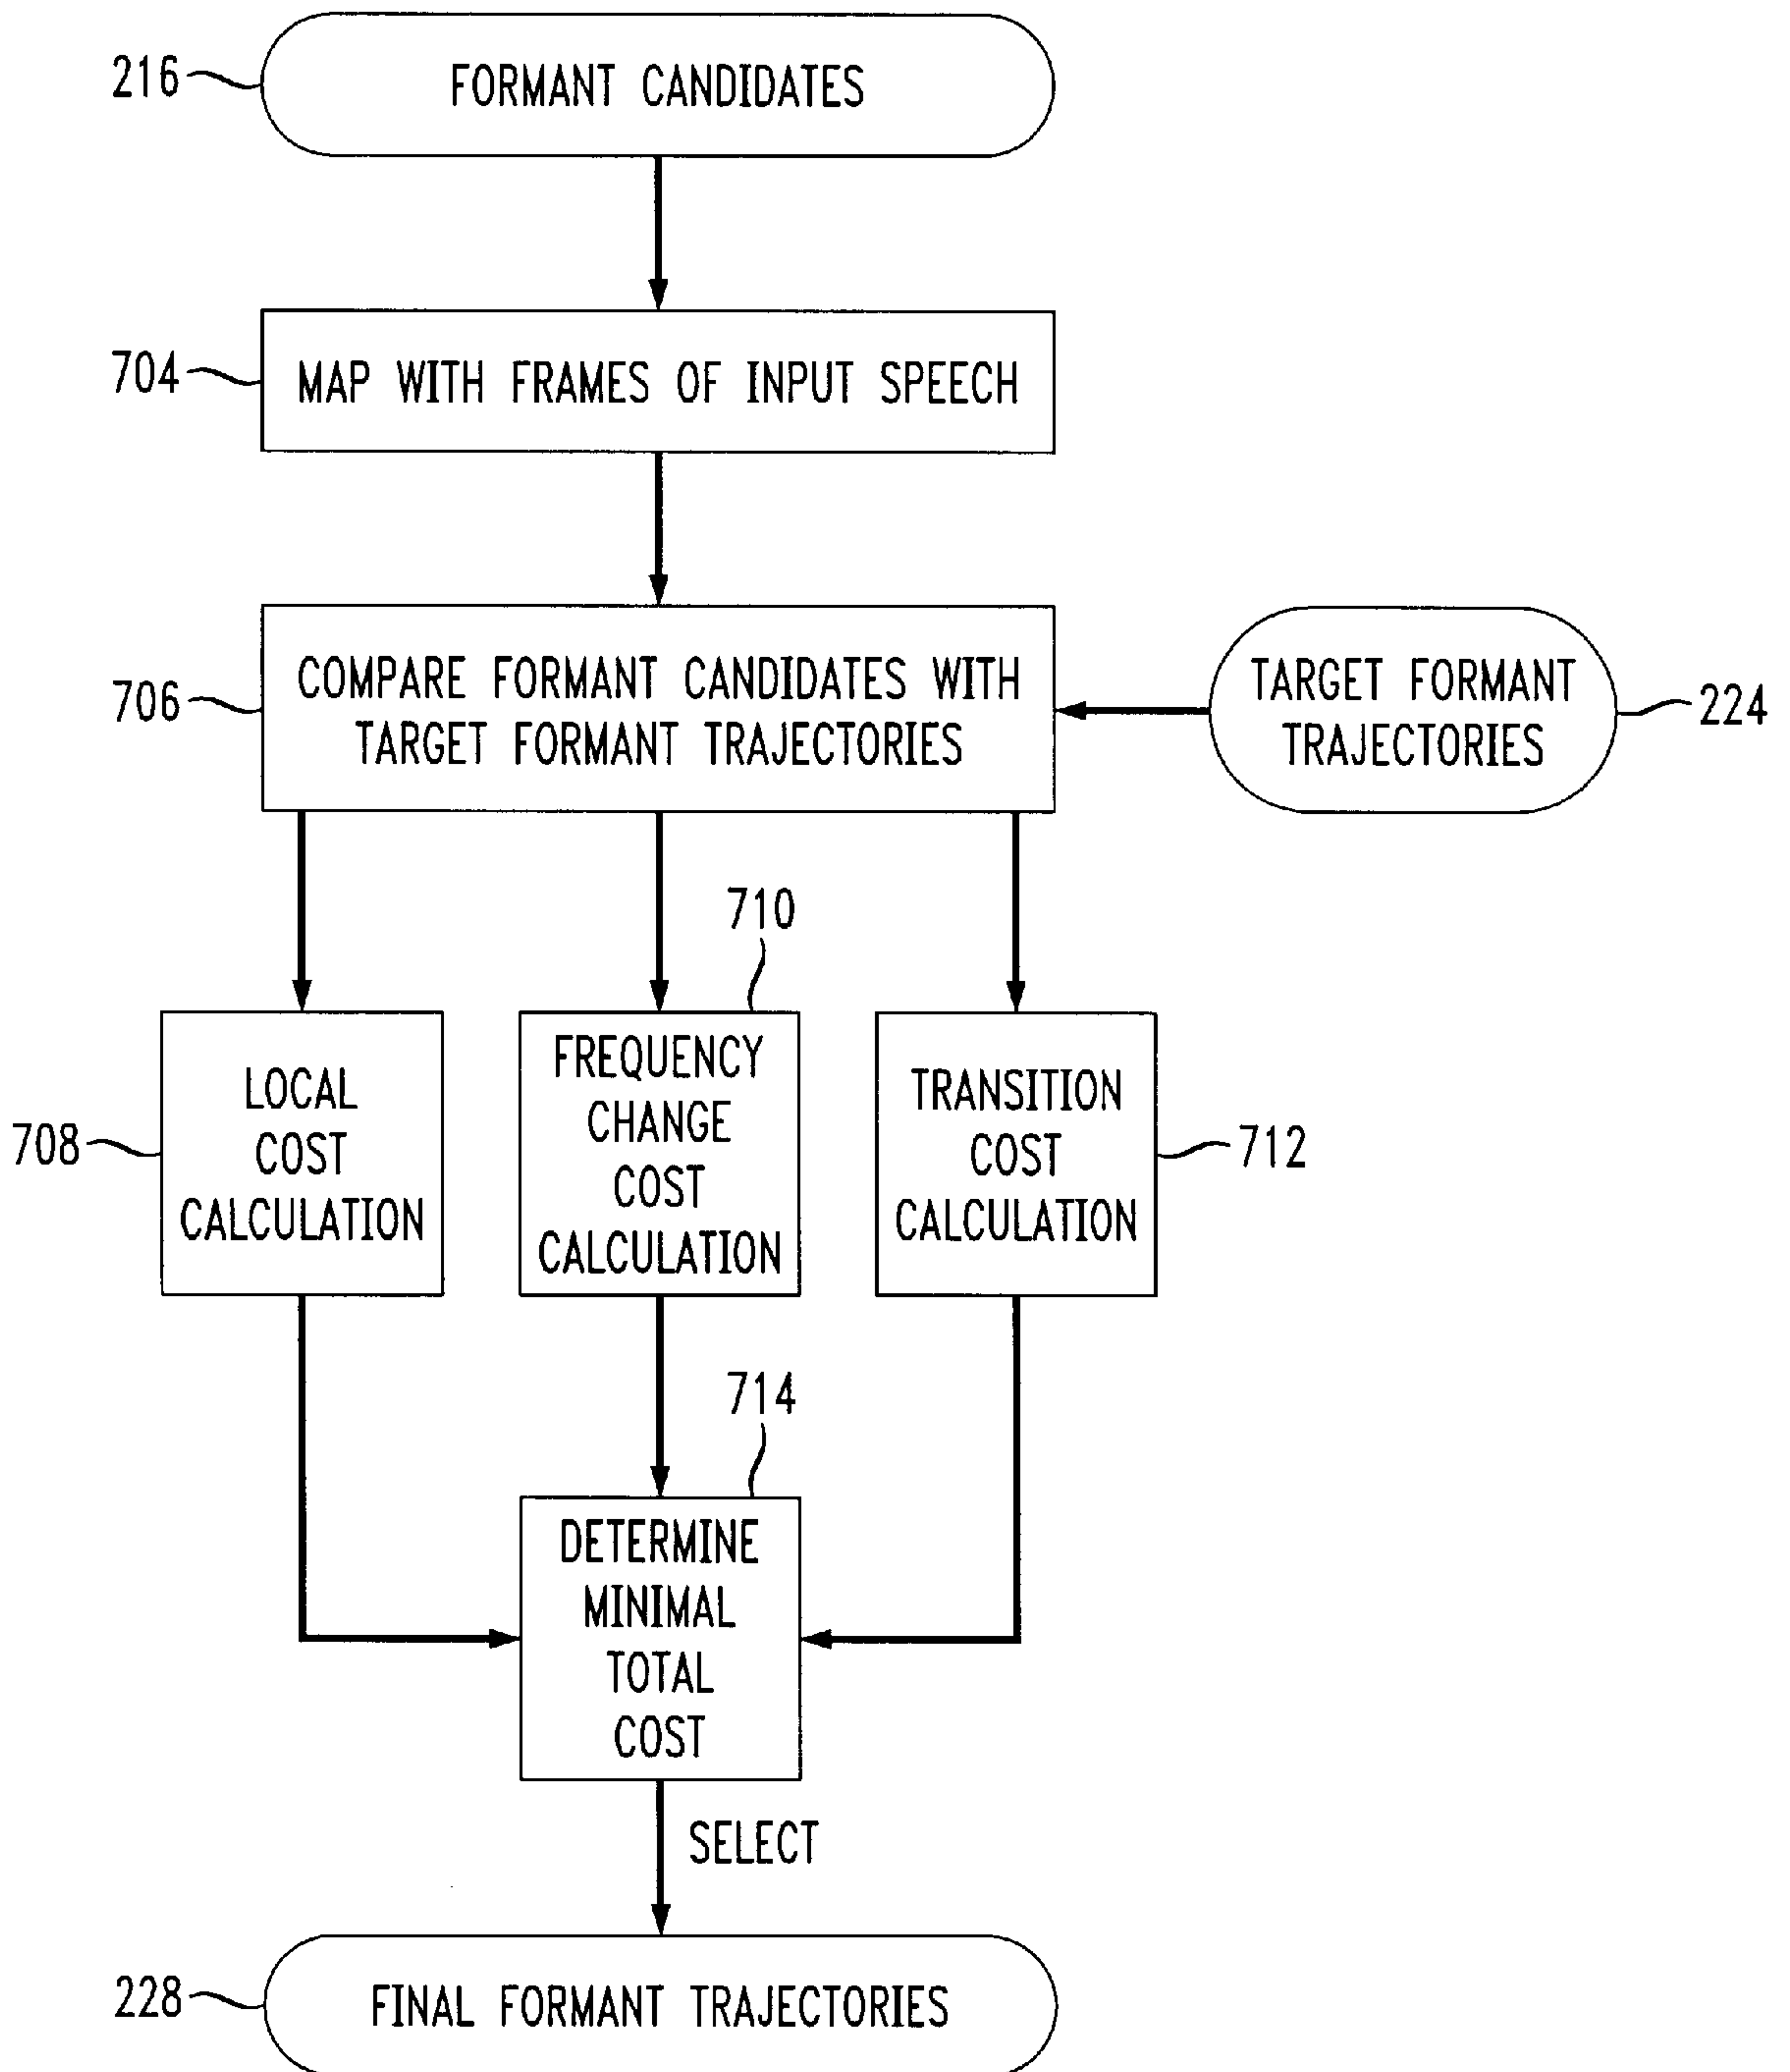 216
FORMANT CANDIDATES
704
MAP WITH FRAMES OF INPUT SPEECH
706
COMPARE FORMANT CANDIDATES WITH
TARGET FORMANT TRAJECTORIES
TARGET FORMANT
TRAJECTORIES
224
708
LOCAL
COST
CALCULATION
710
FREQUENCY
CHANGE
COST
CALCULATION
TRANSITION
COST
CALCULATION
712
714
DETERMINE
MINIMAL
TOTAL
COST
SELECT
228
FINAL FORMANT TRAJECTORIES